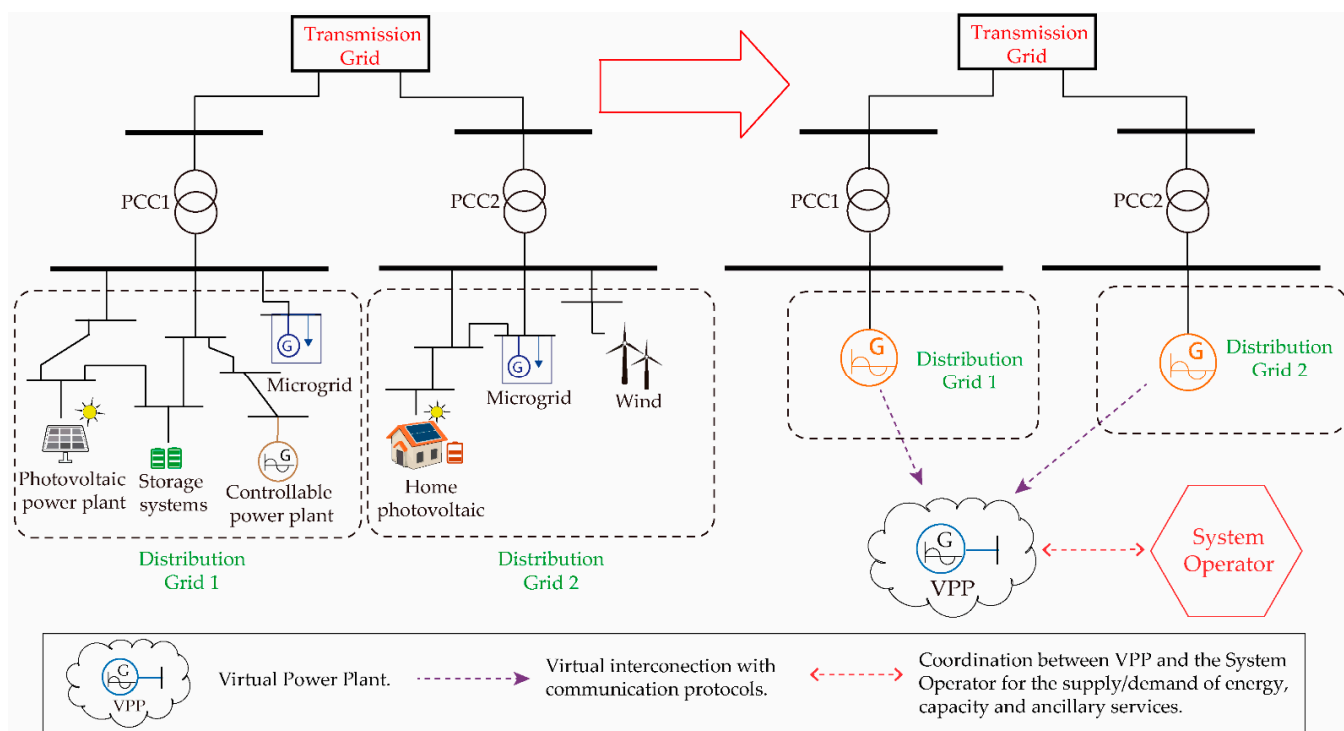 Transmission
Grid
PCC1
PCC2
G
Microgrid
Photovoltaic
power plant
Storage
systems
G
Controllable
power plant
Distribution
Grid 1
G
Microgrid
Wind
Home
photovoltaic
Distribution
Grid 2
Transmission
Grid
PCC1
PCC2
G
Distribution
Grid 1
G
Distribution
Grid 2
G
VPP
System
Operator
G
VPP
Virtual Power Plant.
Virtual interconection with
communication protocols.
Coordination between VPP and the System
Operator for the supply/demand of energy,
capacity and ancillary services.